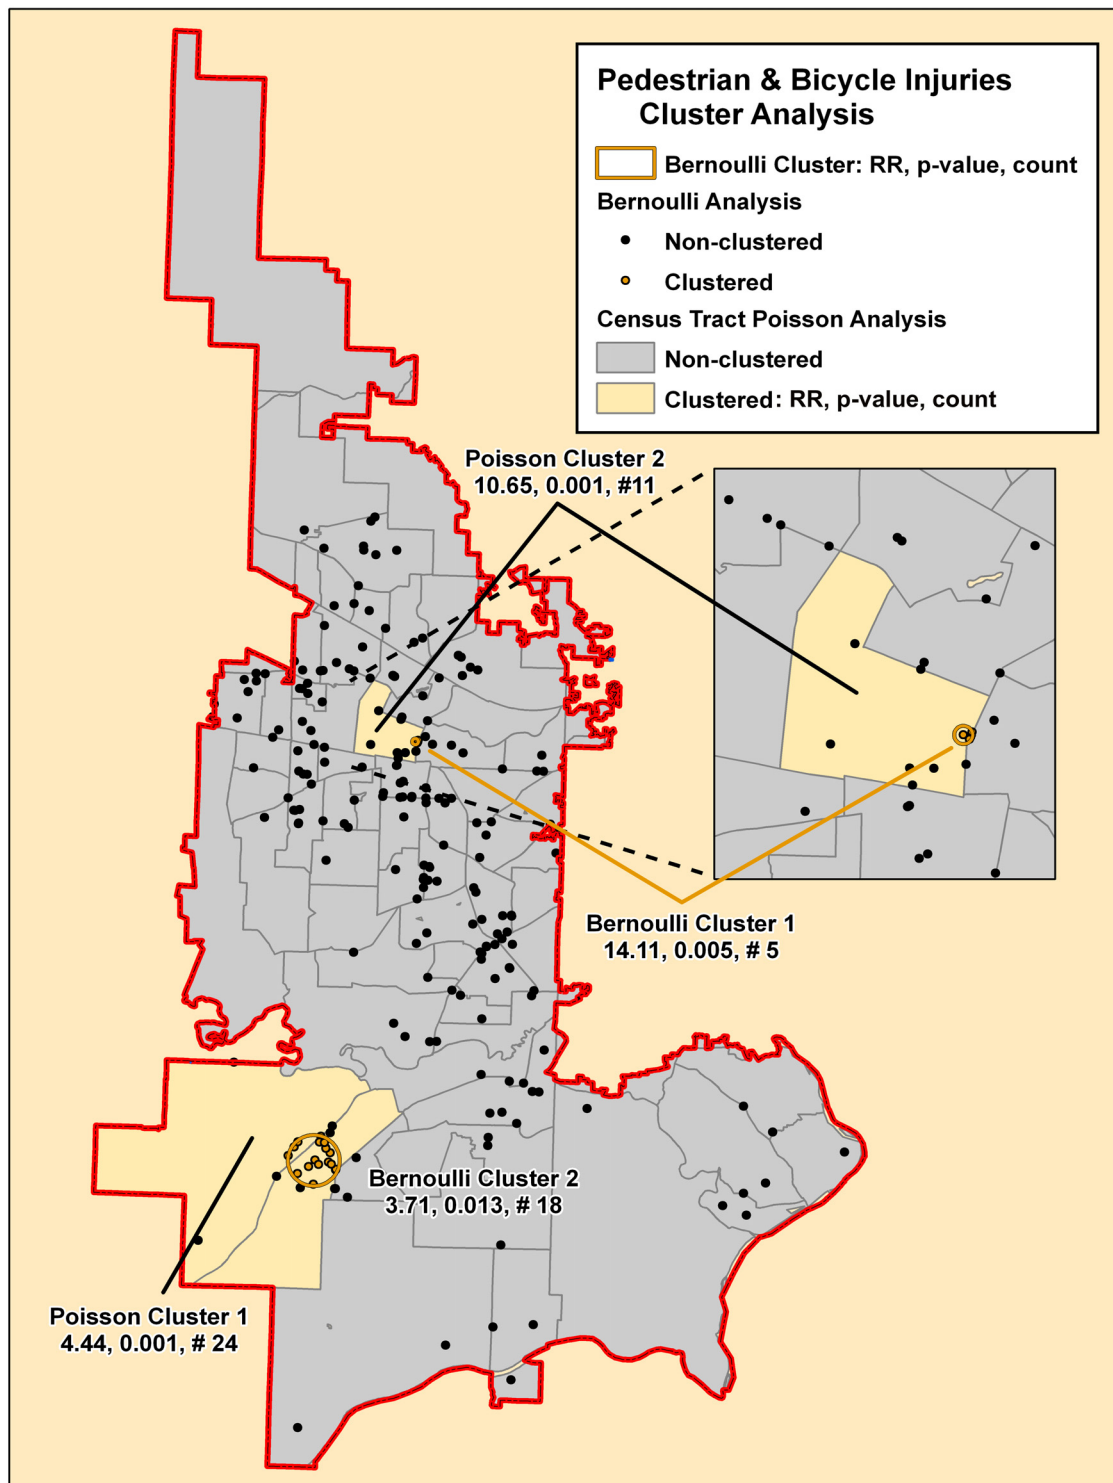 Pedestrian & Bicycle Injuries
Cluster Analysis
Bernoulli Cluster: RR, p-value, count
Bernoulli Analysis
Non-clustered
Clustered
Census Tract Poisson Analysis
Non-clustered
Clustered: RR, p-value, count
Poisson Cluster 2
10.65, 0.001, #11
Bernoulli Cluster 1
14.11, 0.005, # 5
Bernoulli Cluster 2
3.71, 0.013, # 18
Poisson Cluster 1
4.44, 0.001, # 24